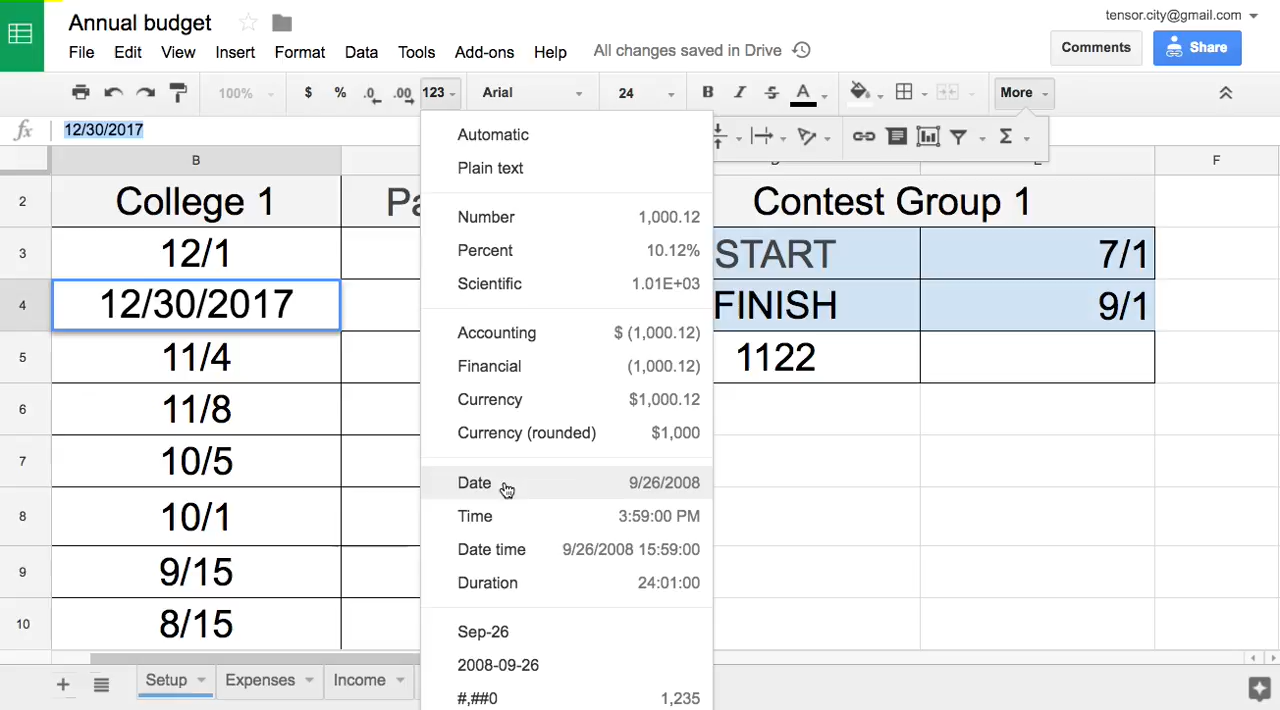 Annual budget
tensor.city@gmail.com
File Edit View Insert Format Data Tools Add-ons Help All changes saved in Drive
Comments Share
100% $ % .0 .00 123 Arial 24 B I S A More
fx 12/30/2017
Automatic
Plain text
Number 1,000.12
Percent 10.12%
Scientific 1.01E+03
Accounting $ (1,000.12)
Financial (1,000.12)
Currency $1,000.12
Currency (rounded) $1,000
Date 9/26/2008
Time 3:59:00 PM
Date time 9/26/2008 15:59:00
Duration 24:01:00
Sep-26
2008-09-26
#,##0 1,235
Σ
B F
2 College 1 Pa Contest Group 1
3 12/1 START 7/1
4 12/30/2017 FINISH 9/1
5 11/4 1122
6 11/8
7 10/5
8 10/1
9 9/15
10 8/15
Setup Expenses Income